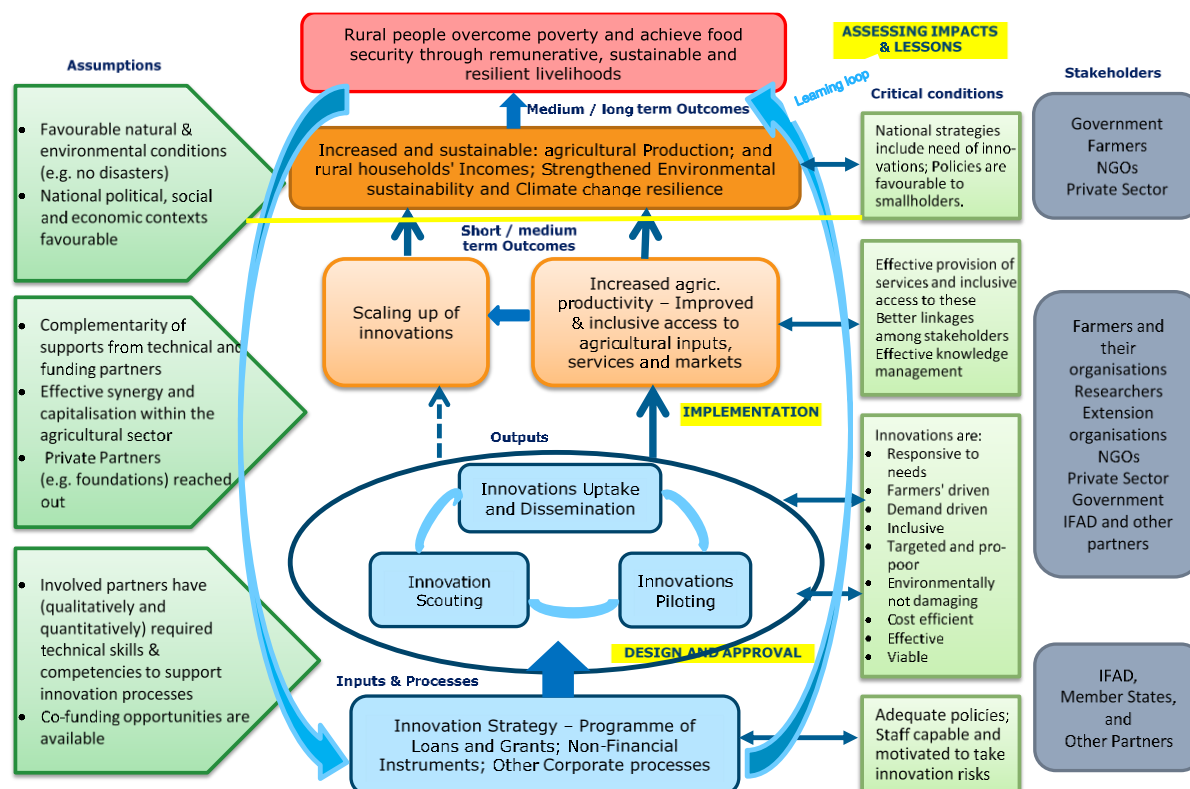 Rural people overcome poverty and achieve food
security through remunerative, sustainable and
resilient livelihoods
ASSESSING IMPACTS
& LESSONS
Learning loop
Assumptions
Critical conditions
Stakeholders
Medium / long term Outcomes
• Favourable natural &
environmental conditions
(e.g. no disasters)
• National political, social
and economic contexts
favourable
Increased and sustainable: agricultural Production; and
rural households' Incomes; Strengthened Environmental
sustainability and Climate change resilience
National strategies
include need of inno-
vations; Policies are
favourable to
smallholders.
Government
Farmers
NGOs
Private Sector
Short / medium
term Outcomes
• Complementarity of
supports from technical and
funding partners
• Effective synergy and
capitalisation within the
agricultural sector
• Private Partners
(e.g. foundations) reached
out
Scaling up of
innovations
Increased agric.
productivity – Improved
& inclusive access to
agricultural inputs,
services and markets
Effective provision of
services and inclusive
access to these
Better linkages
among stakeholders
Effective knowledge
management
Farmers and
their
organisations
Researchers
Extension
organisations
NGOs
Private Sector
Government
IFAD and other
partners
IMPLEMENTATION
Outputs
Innovations Uptake
and Dissemination
Innovation
Scouting
Innovations
Piloting
Innovations are:
• Responsive to
needs
• Farmers' driven
• Demand driven
• Inclusive
• Targeted and pro-
poor
• Environmentally
not damaging
• Cost efficient
• Effective
• Viable
• Involved partners have
(qualitatively and
quantitatively) required
technical skills &
competencies to support
innovation processes
• Co-funding opportunities are
available
DESIGN AND APPROVAL
Inputs & Processes
Innovation Strategy – Programme of
Loans and Grants; Non-Financial
Instruments; Other Corporate processes
Adequate policies;
Staff capable and
motivated to take
innovation risks
IFAD,
Member States,
and
Other Partners